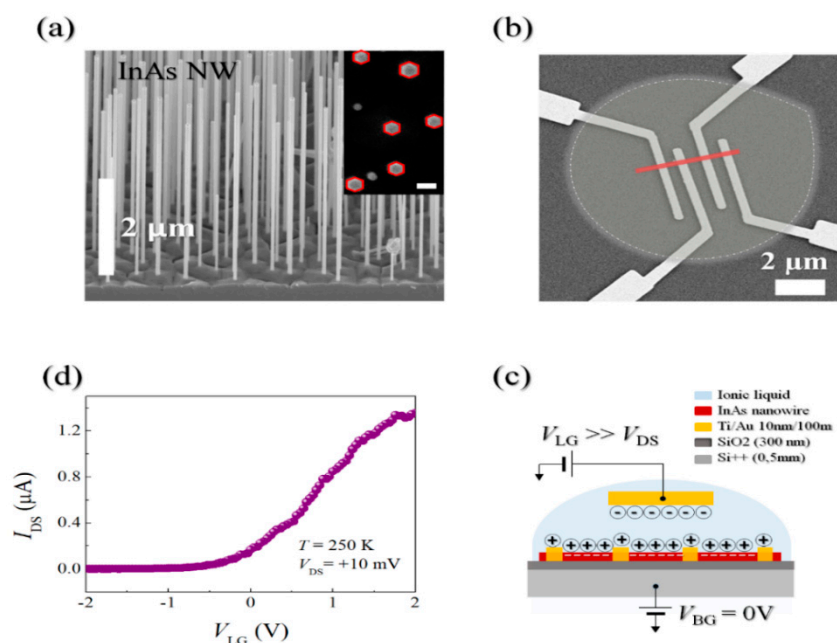 (a)
InAs NW
2 μm
(b)
2 μm
(d)
1.2
0.8
0.4
0.0
I_DS (μA)
T = 250 K
V_DS = +10 mV
-2
-1
0
1
2
V_LG (V)
(c)
Ionic liquid
InAs nanowire
Ti/Au 10nm/100m
SiO2 (300 nm)
Si++ (0,5mm)
V_LG >> V_DS
- - - - - -
+ + + + + + + + + + + +
V_BG = 0V